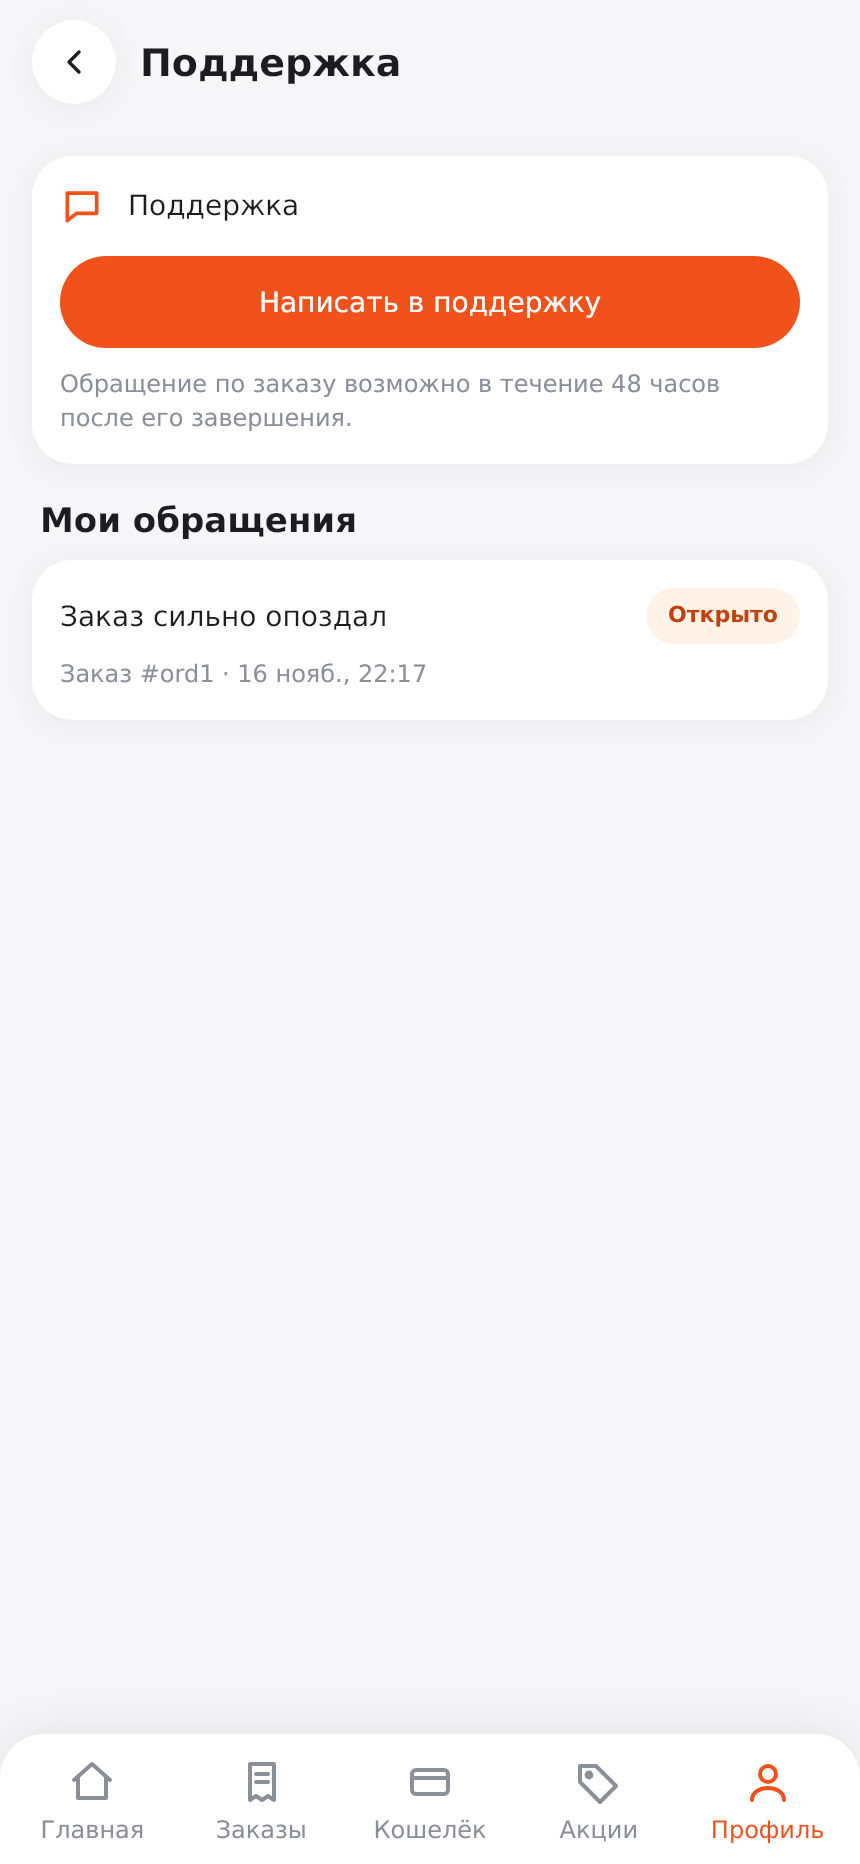 Поддержка
Поддержка
Написать в поддержку
Обращение по заказу возможно в течение 48 часов
после его завершения.
Мои обращения
Заказ сильно опоздал
Открыто
Заказ #ord1 · 16 нояб., 22:17
Главная
Заказы
Кошелёк
Акции
Профиль